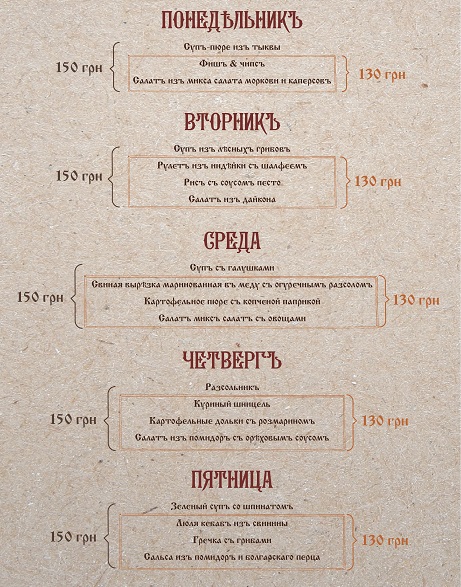 ПОНЕДѢЛЬНИКЪ
Супъ-пюре изъ тыквы
150 грн
Фишъ & чипсъ
130 грн
Салатъ изъ микса салата моркови и каперсовъ
ВТОРНИКЪ
Супъ изъ лѣсныхъ грибовъ
150 грн
Рулетъ изъ индѣйки съ шалфеемъ
Рисъ съ соусомъ песто
130 грн
Салатъ изъ дайкона
СРЕДА
Супъ съ галушками
Свиная вырѣзка маринованная въ меду съ огуречнымъ разсоломъ
150 грн
Картофельное пюре съ копченой паприкой
130 грн
Салатъ миксъ салатъ съ овощами
ЧЕТВЕРГЪ
Разсольникъ
Куриный шницель
150 грн
Картофельные дольки съ розмариномъ
130 грн
Салатъ изъ помидоръ съ орѣховымъ соусомъ
ПЯТНИЦА
Зеленый супъ со шпинатомъ
Люля кебабъ изъ свинины
150 грн
Гречка съ грибами
130 грн
Сальса изъ помидоръ и болгарскаго перца